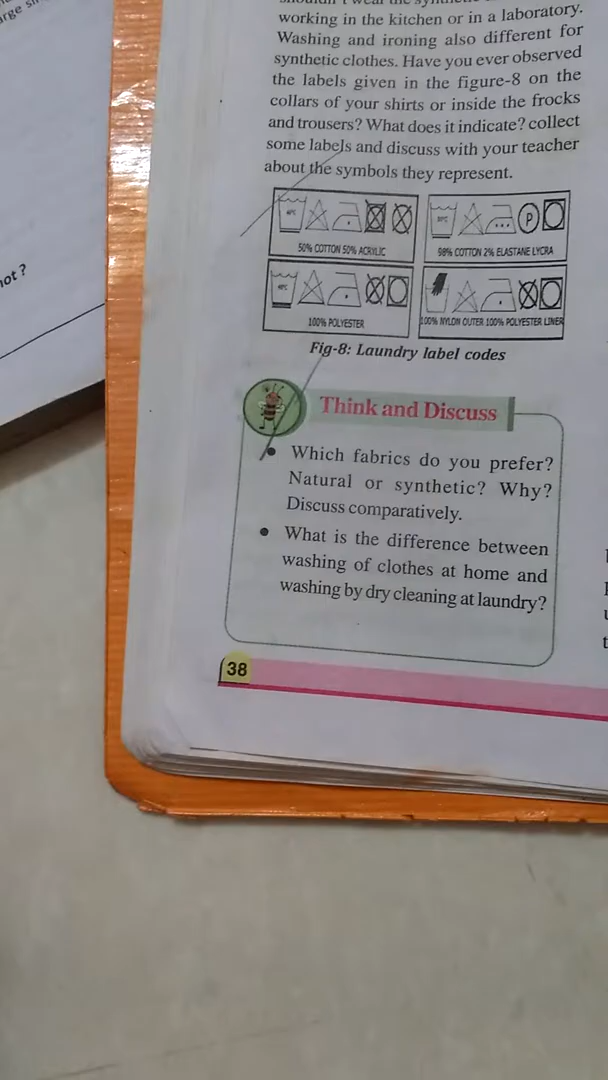 working in the kitchen or in a laboratory.
Washing and ironing also different for
synthetic clothes. Have you ever observed
the labels given in the figure-8 on the
collars of your shirts or inside the frocks
and trousers? What does it indicate? collect
some labels and discuss with your teacher
about the symbols they represent.
P
50% COTTON 50% ACRYLIC
98% COTTON 2% ELASTANE LYCRA
100% POLYESTER
100% NYLON OUTER 100% POLYESTER LINER
Fig-8: Laundry label codes
Think and Discuss
• Which fabrics do you prefer?
Natural or synthetic? Why?
Discuss comparatively.
• What is the difference between
washing of clothes at home and
washing by dry cleaning at laundry?
38